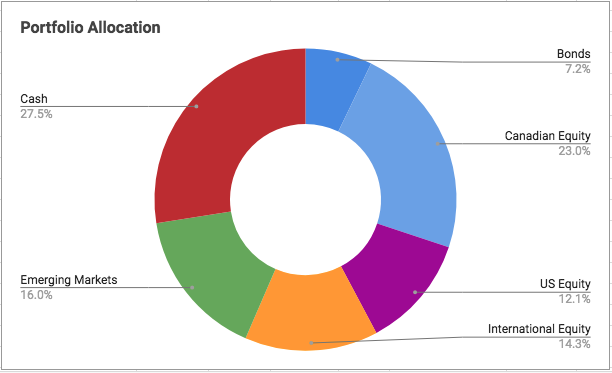 Portfolio Allocation
Bonds
7.2%
Cash
27.5%
Canadian Equity
23.0%
Emerging Markets
16.0%
US Equity
12.1%
International Equity
14.3%